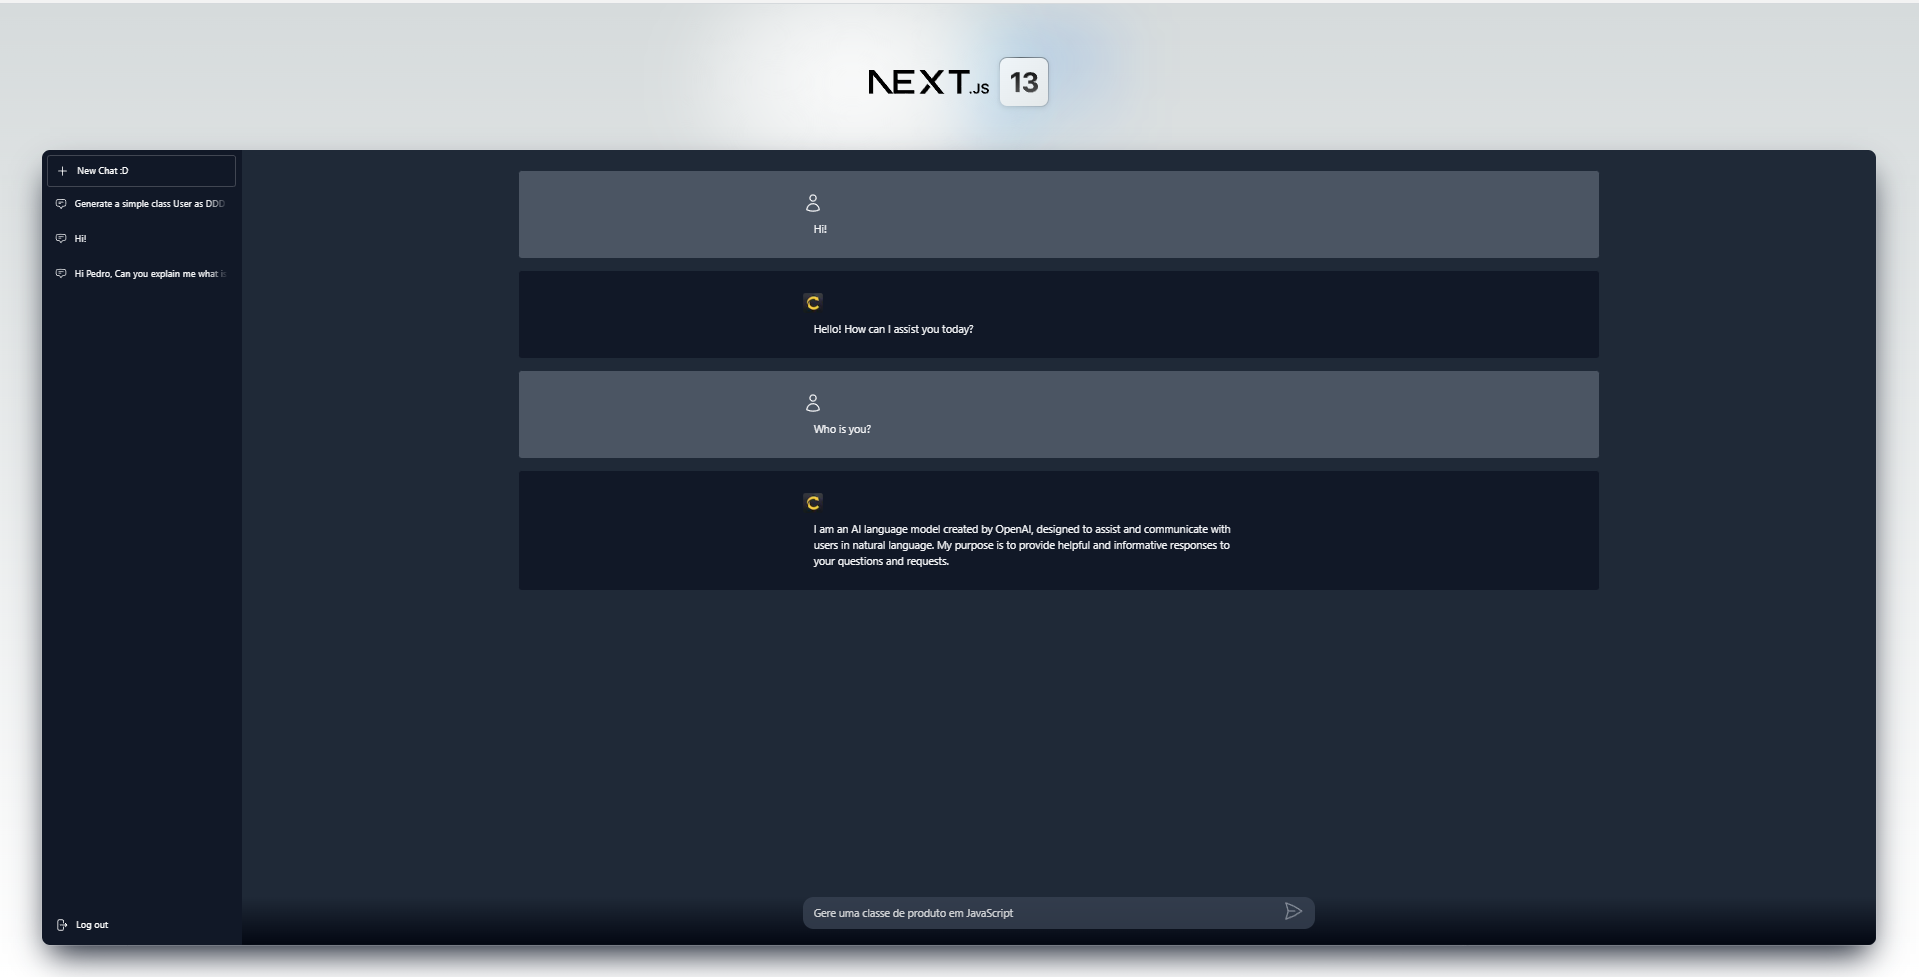 NEXT.JS 13
New Chat :D
Generate a simple class User as DDD
Hi!
Hi Pedro, Can you explain me what is
Log out
Hi!
Hello! How can I assist you today?
Who is you?
I am an AI language model created by OpenAI, designed to assist and communicate with
users in natural language. My purpose is to provide helpful and informative responses to
your questions and requests.
Gere uma classe de produto em JavaScript